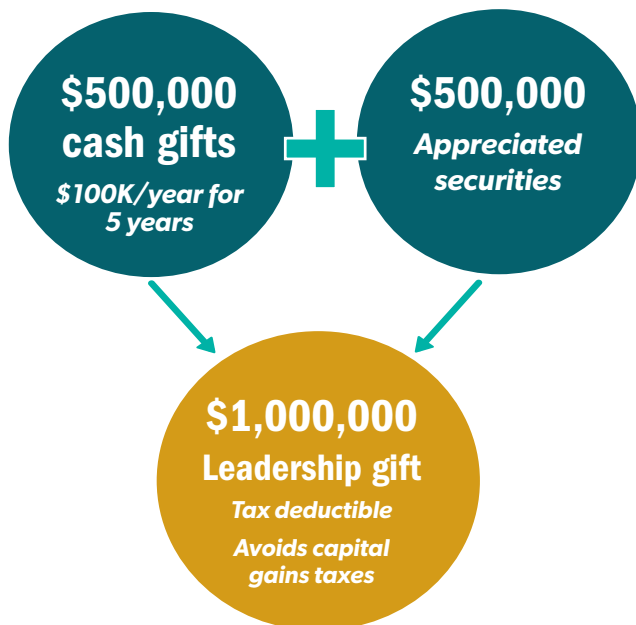 $500,000
cash gifts
$100K/year for
5 years
$500,000
Appreciated
securities
$1,000,000
Leadership gift
Tax deductible
Avoids capital
gains taxes